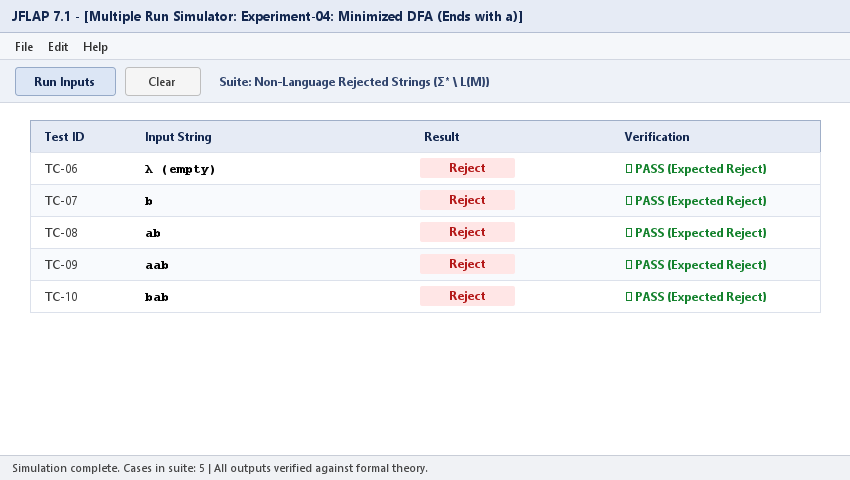 JFLAP 7.1 - [Multiple Run Simulator: Experiment-04: Minimized DFA (Ends with a)]
File Edit Help
Run Inputs Clear Suite: Non-Language Rejected Strings (Σ* \ L(M))
Test ID Input String Result Verification
TC-06 λ (empty) Reject PASS (Expected Reject)
TC-07 b Reject PASS (Expected Reject)
TC-08 ab Reject PASS (Expected Reject)
TC-09 aab Reject PASS (Expected Reject)
TC-10 bab Reject PASS (Expected Reject)
Simulation complete. Cases in suite: 5 | All outputs verified against formal theory.